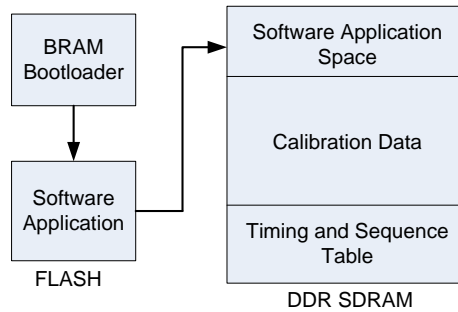 BRAM
Bootloader
Software
Application
FLASH
Software Application
Space
Calibration Data
Timing and Sequence
Table
DDR SDRAM